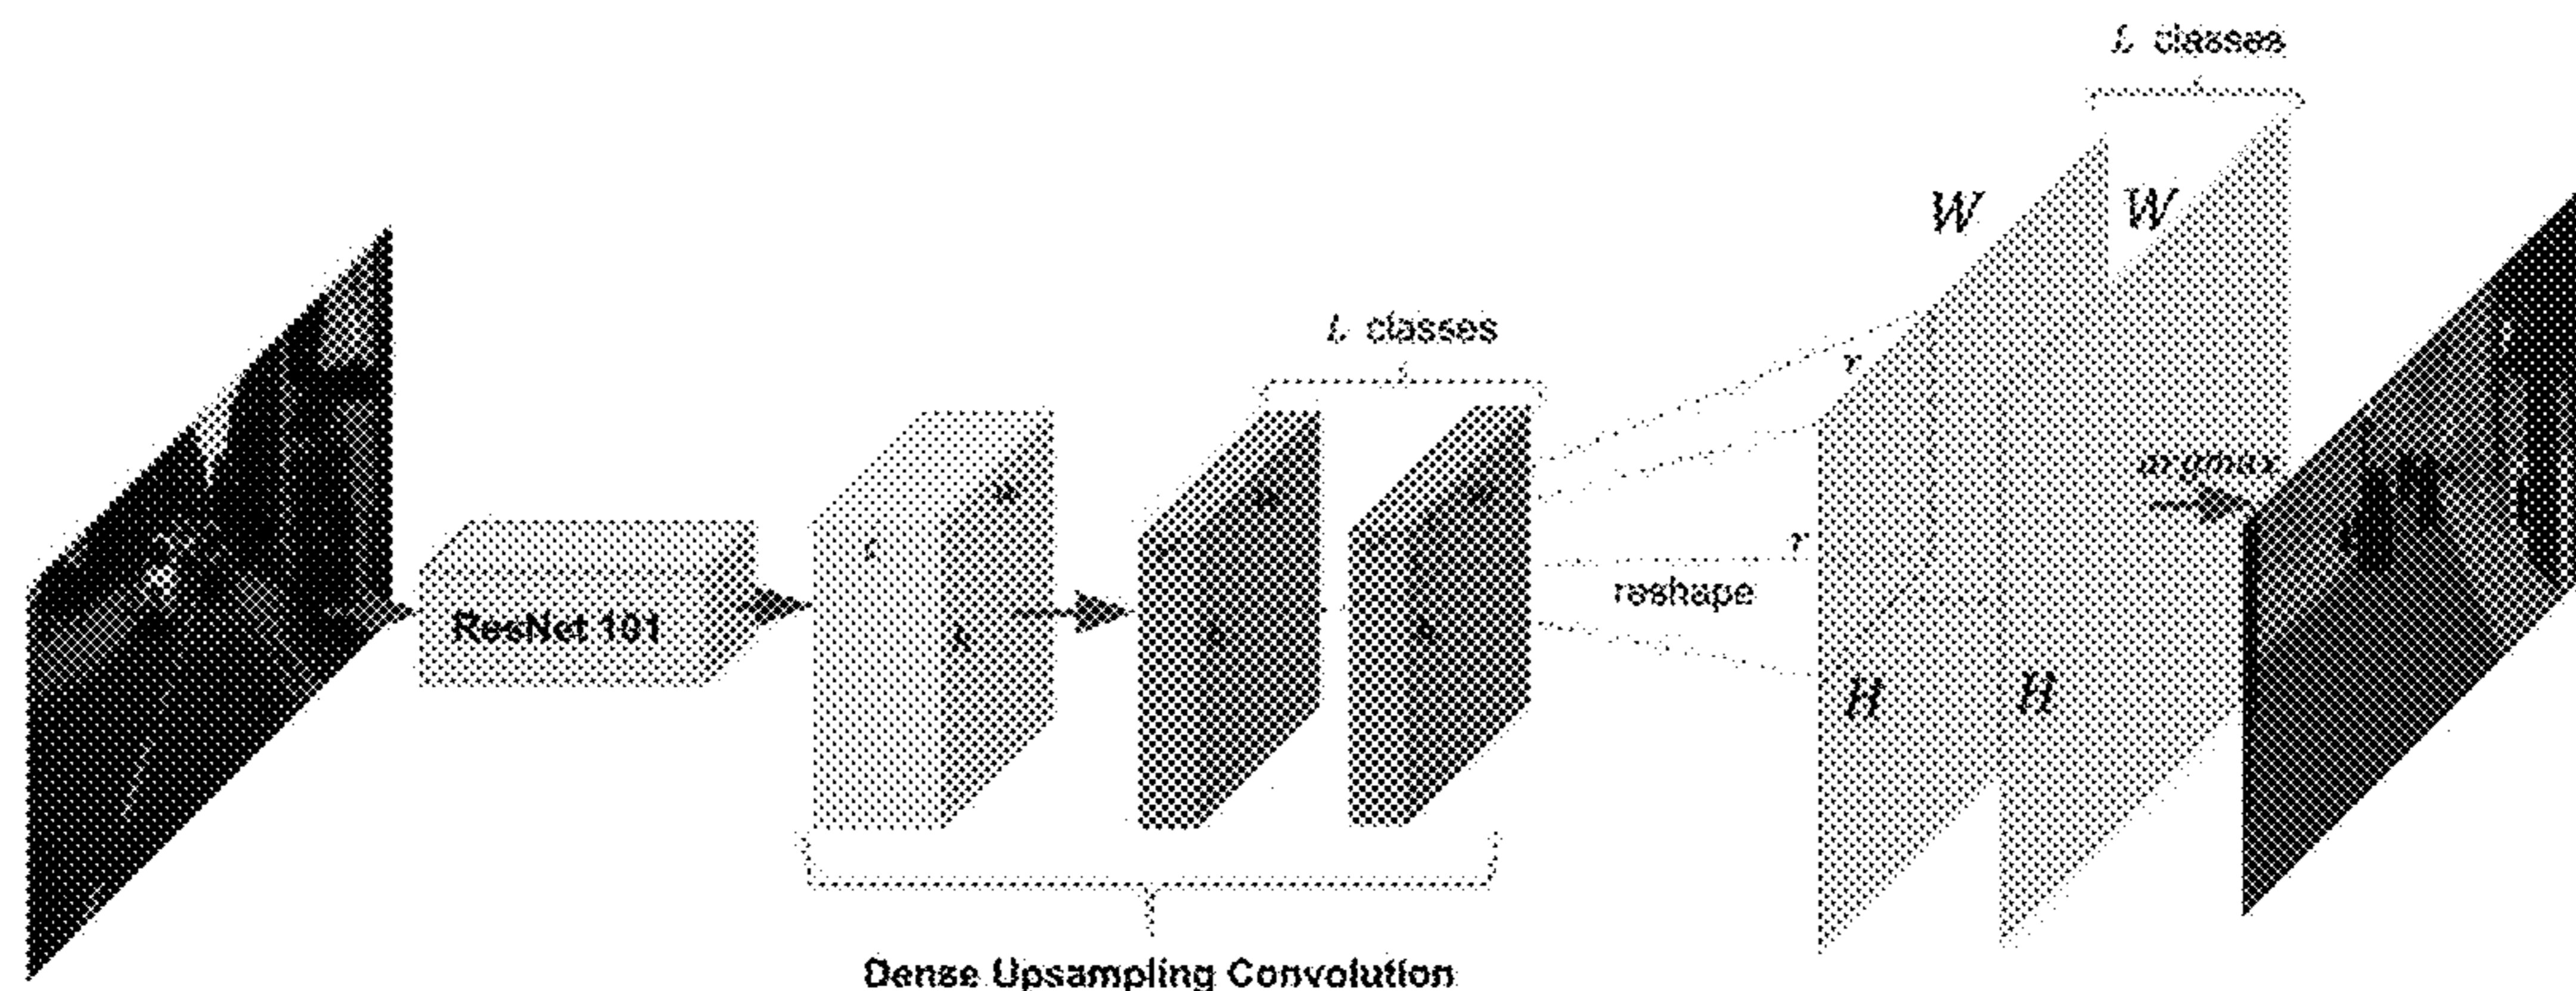 L classes
W W
L classes
r
argmax
r
reshape
ResNet 101
H H
Dense Upsampling Convolution